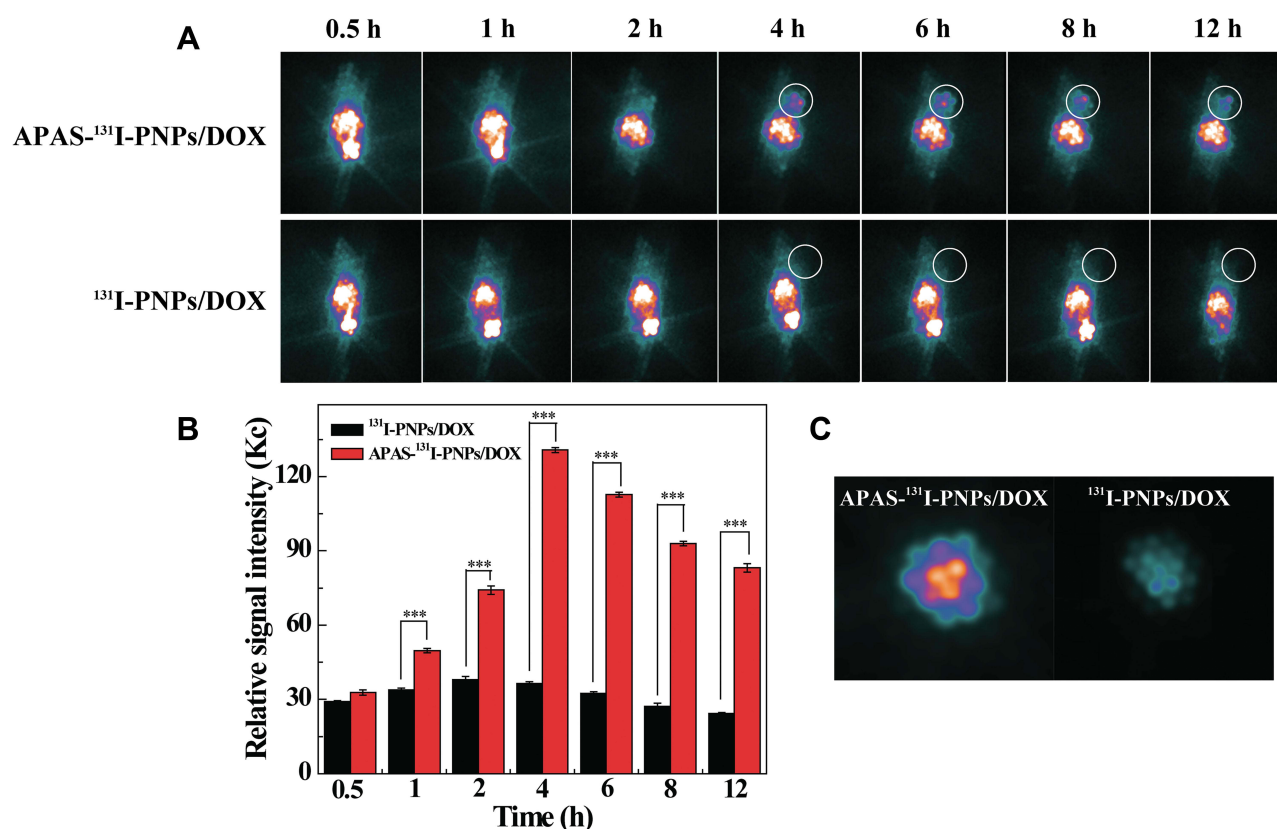 A
0.5 h 1 h 2 h 4 h 6 h 8 h 12 h
APAS-¹³¹I-PNPs/DOX
¹³¹I-PNPs/DOX
B
Relative signal intensity (Kc)
¹³¹I-PNPs/DOX
APAS-¹³¹I-PNPs/DOX
120
90
60
30
0
*** *** *** *** *** ***
0.5 1 2 4 6 8 12
Time (h)
C
APAS-¹³¹I-PNPs/DOX ¹³¹I-PNPs/DOX